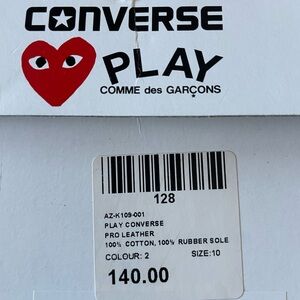 CONVERSE
PLAY
COMME des GARÇONS
128
AZ-K109-001
PLAY CONVERSE
PRO LEATHER
100% COTTON, 100% RUBBER SOLE
COLOUR: 2 SIZE:10
140.00